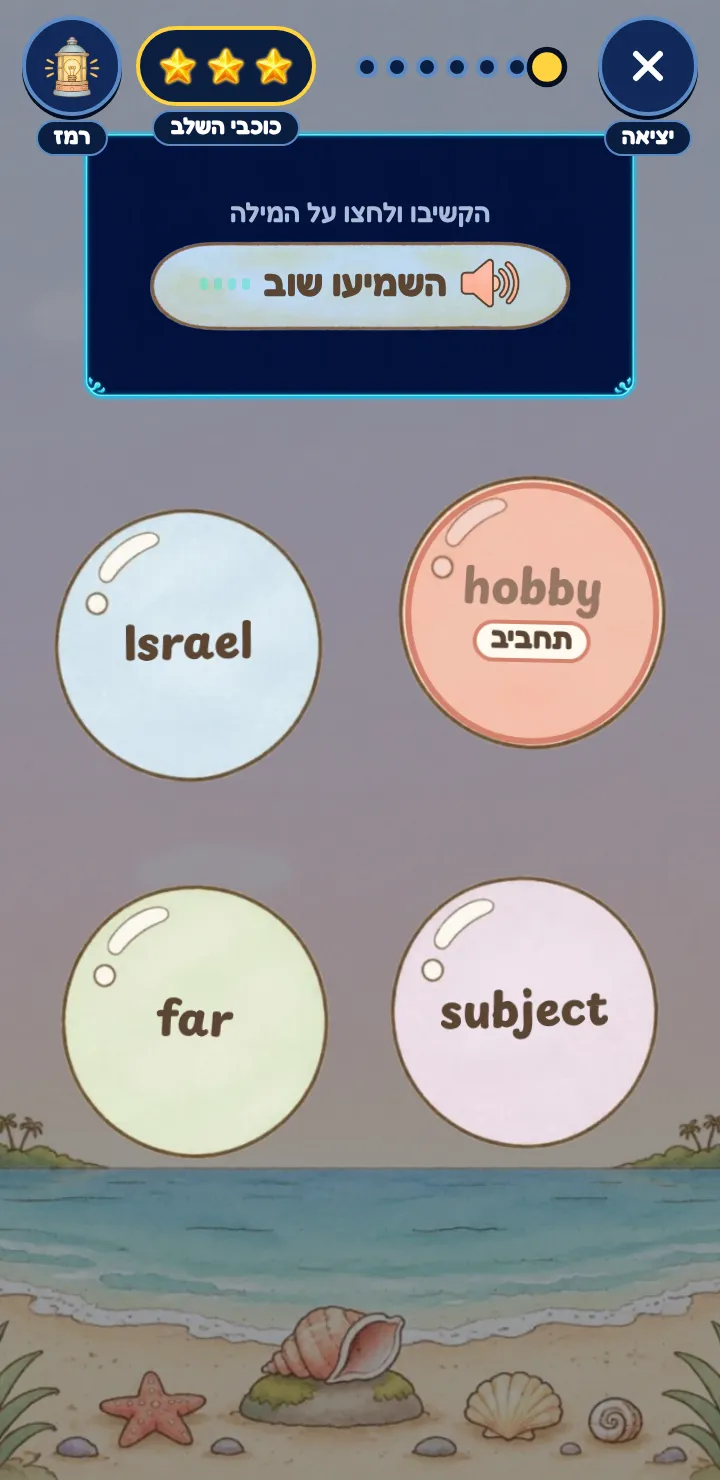 רמז
כוכבי השלב
יציאה
הקשיבו ולחצו על המילה
השמיעו שוב
Israel
hobby
תחביב
far
subject